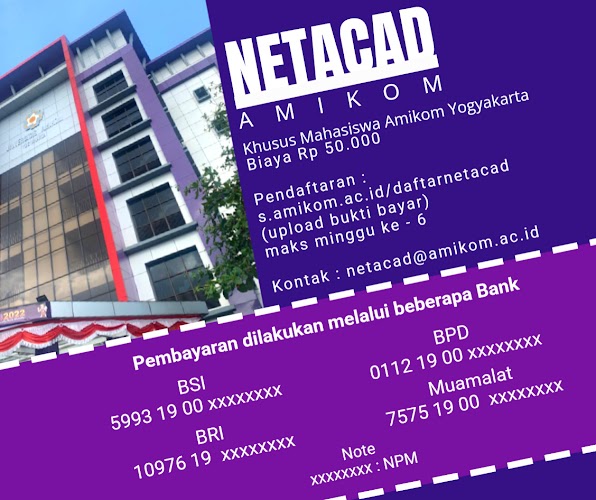 NETACAD
AMIKOM
Khusus Mahasiswa Amikom Yogyakarta
Biaya Rp 50.000
Pendaftaran :
s.amikom.ac.id/daftarnetacad
(upload bukti bayar)
maks minggu ke - 6
Kontak : netacad@amikom.ac.id
2022
Pembayaran dilakukan melalui beberapa Bank
BSI
5993 19 00 xxxxxxxx
BRI
10976 19 xxxxxxxx
BPD
0112 19 00 xxxxxxxx
Muamalat
7575 19 00 xxxxxxxx
Note
xxxxxxxx : NPM